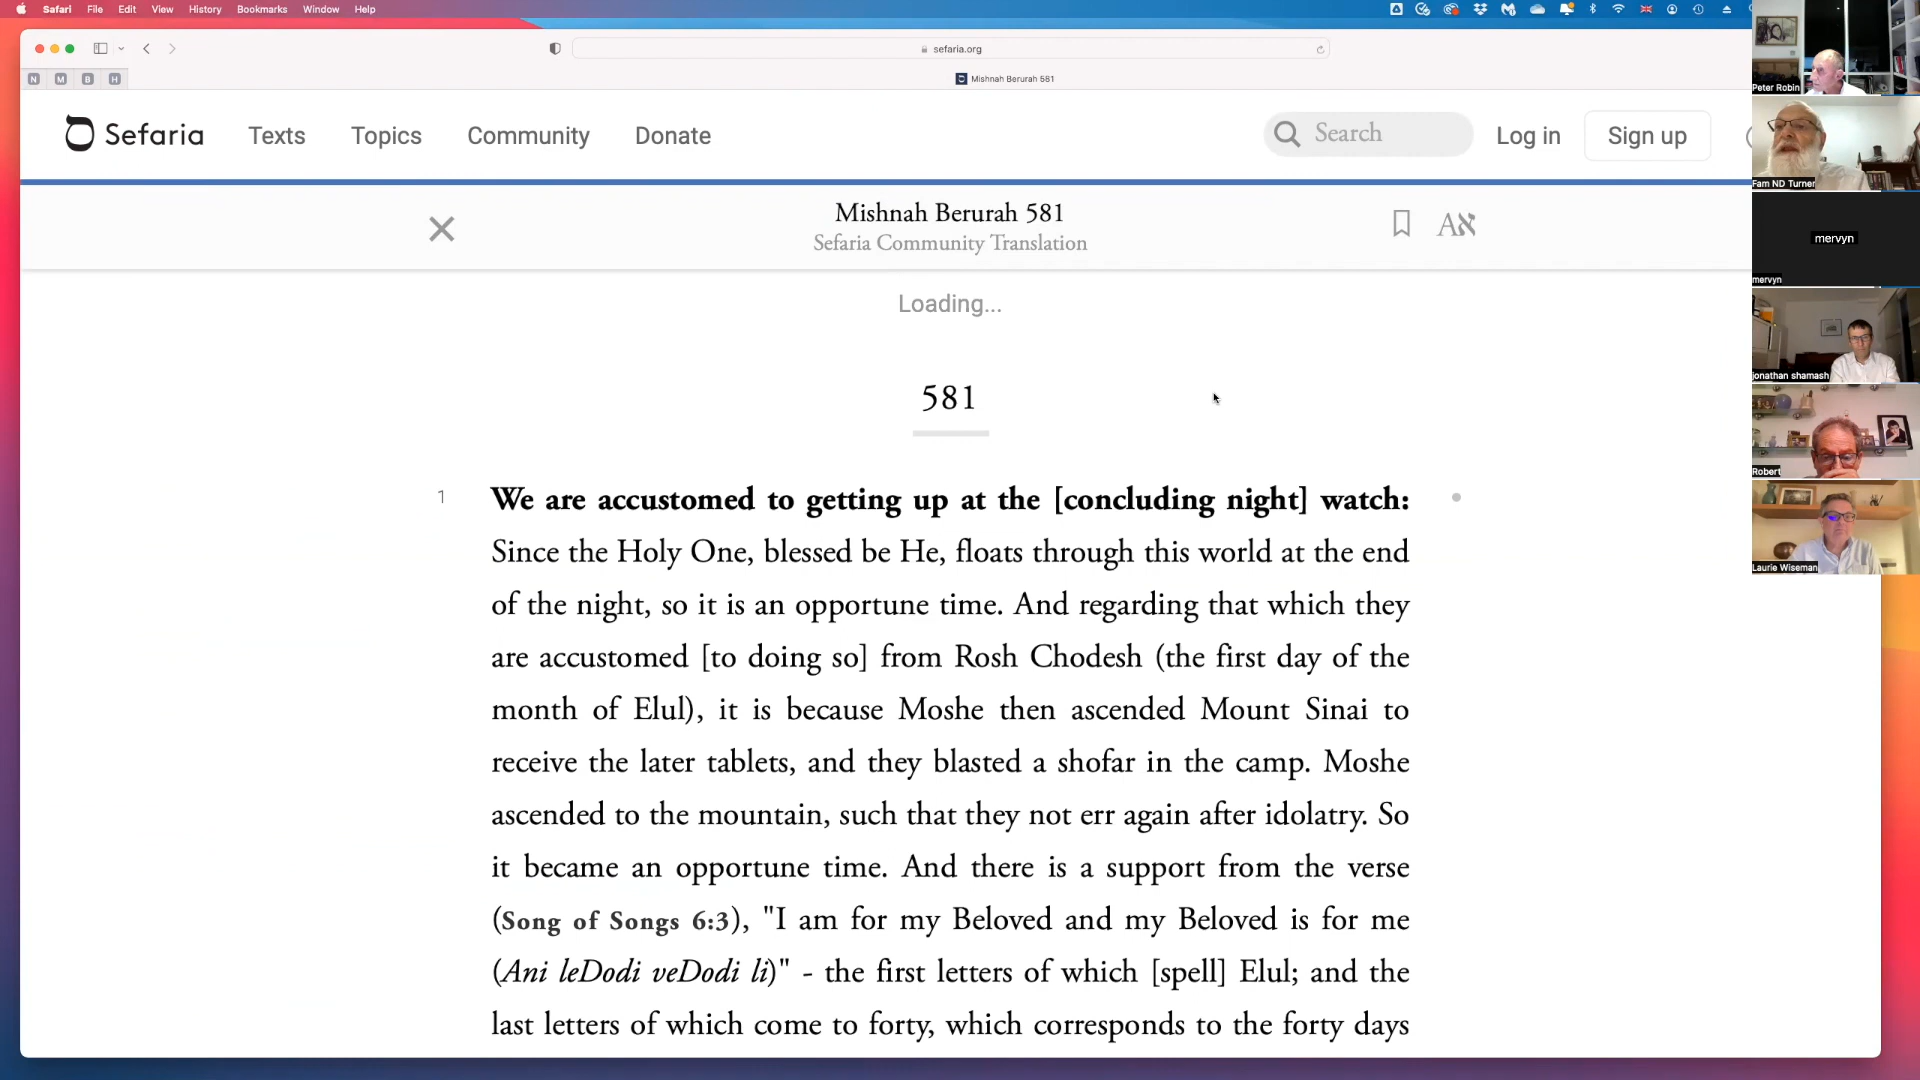 Safari File Edit View History Bookmarks Window Help
sefaria.org
N M B H
Mishnah Berurah 581
Sefaria Texts Topics Community Donate Search Log in Sign up
Mishnah Berurah 581
Sefaria Community Translation
Loading...
581
1 We are accustomed to getting up at the [concluding night] watch:
Since the Holy One, blessed be He, floats through this world at the end
of the night, so it is an opportune time. And regarding that which they
are accustomed [to doing so] from Rosh Chodesh (the first day of the
month of Elul), it is because Moshe then ascended Mount Sinai to
receive the later tablets, and they blasted a shofar in the camp. Moshe
ascended to the mountain, such that they not err again after idolatry. So
it became an opportune time. And there is a support from the verse
(Song of Songs 6:3), "I am for my Beloved and my Beloved is for me
(Ani leDodi veDodi li)" - the first letters of which [spell] Elul; and the
last letters of which come to forty, which corresponds to the forty days
Peter Robin
Fam ND Turner
mervyn
mervyn
jonathan shamash
Robert
Laurie Wiseman